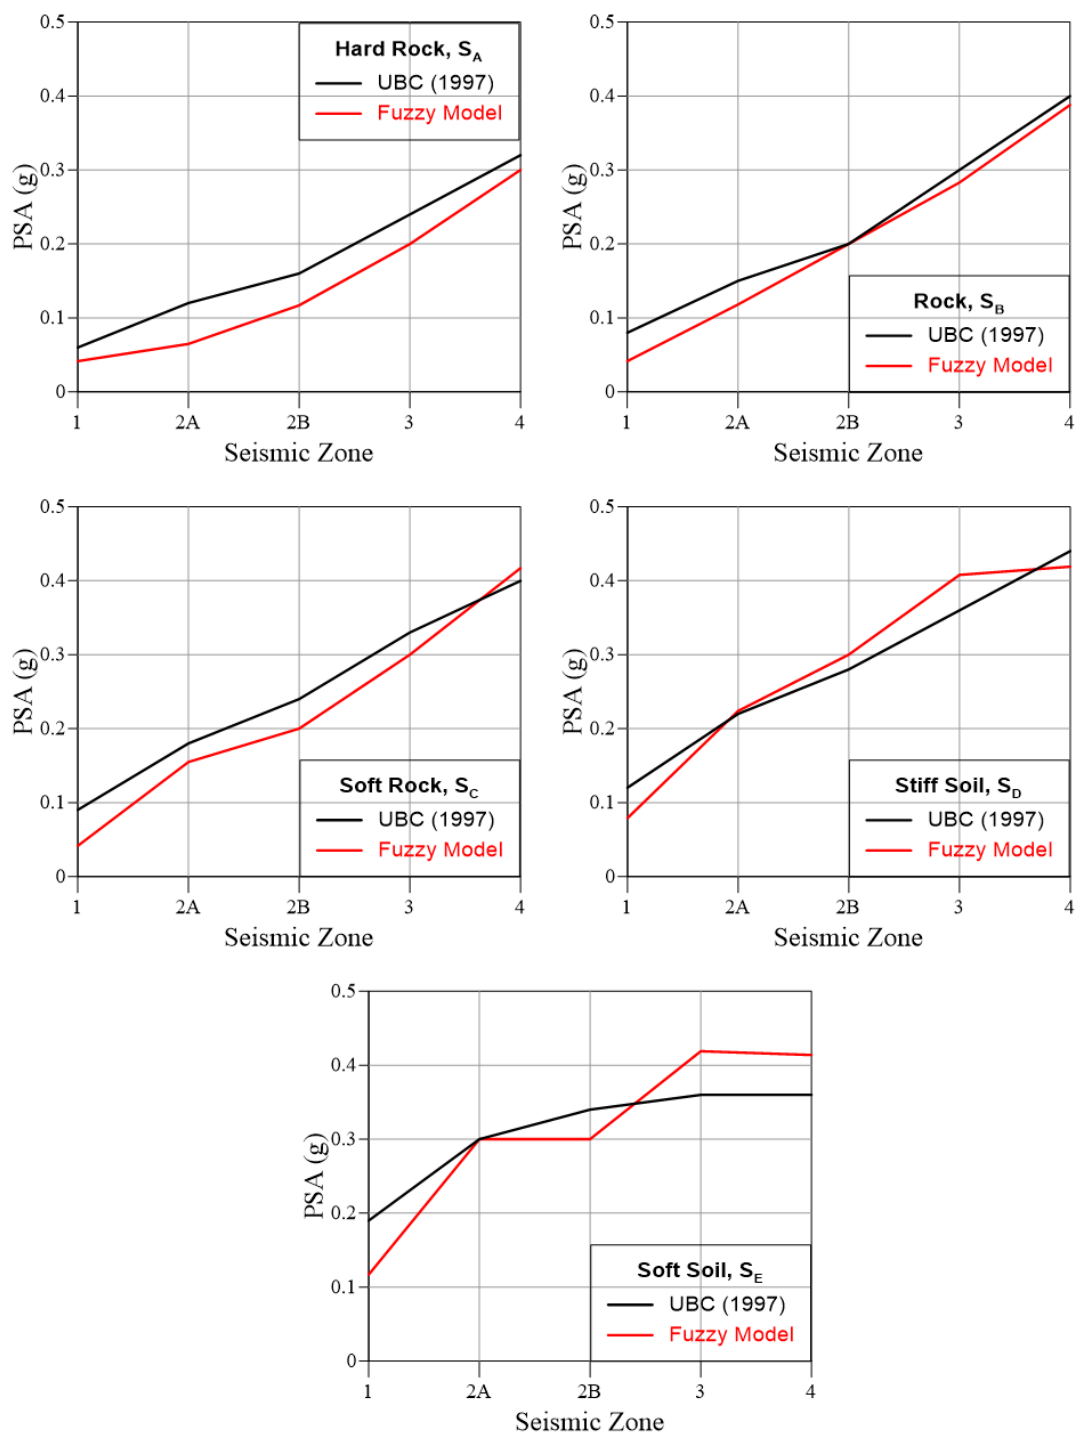 0.5
0.4
0.3
0.2
0.1
0
PSA (g)
Hard Rock, S_A
UBC (1997)
Fuzzy Model
1 2A 2B 3 4
Seismic Zone
0.5
0.4
0.3
0.2
0.1
0
PSA (g)
Rock, S_B
UBC (1997)
Fuzzy Model
1 2A 2B 3 4
Seismic Zone
0.5
0.4
0.3
0.2
0.1
0
PSA (g)
Soft Rock, S_C
UBC (1997)
Fuzzy Model
1 2A 2B 3 4
Seismic Zone
0.5
0.4
0.3
0.2
0.1
0
PSA (g)
Stiff Soil, S_D
UBC (1997)
Fuzzy Model
1 2A 2B 3 4
Seismic Zone
0.5
0.4
0.3
0.2
0.1
0
PSA (g)
Soft Soil, S_E
UBC (1997)
Fuzzy Model
1 2A 2B 3 4
Seismic Zone